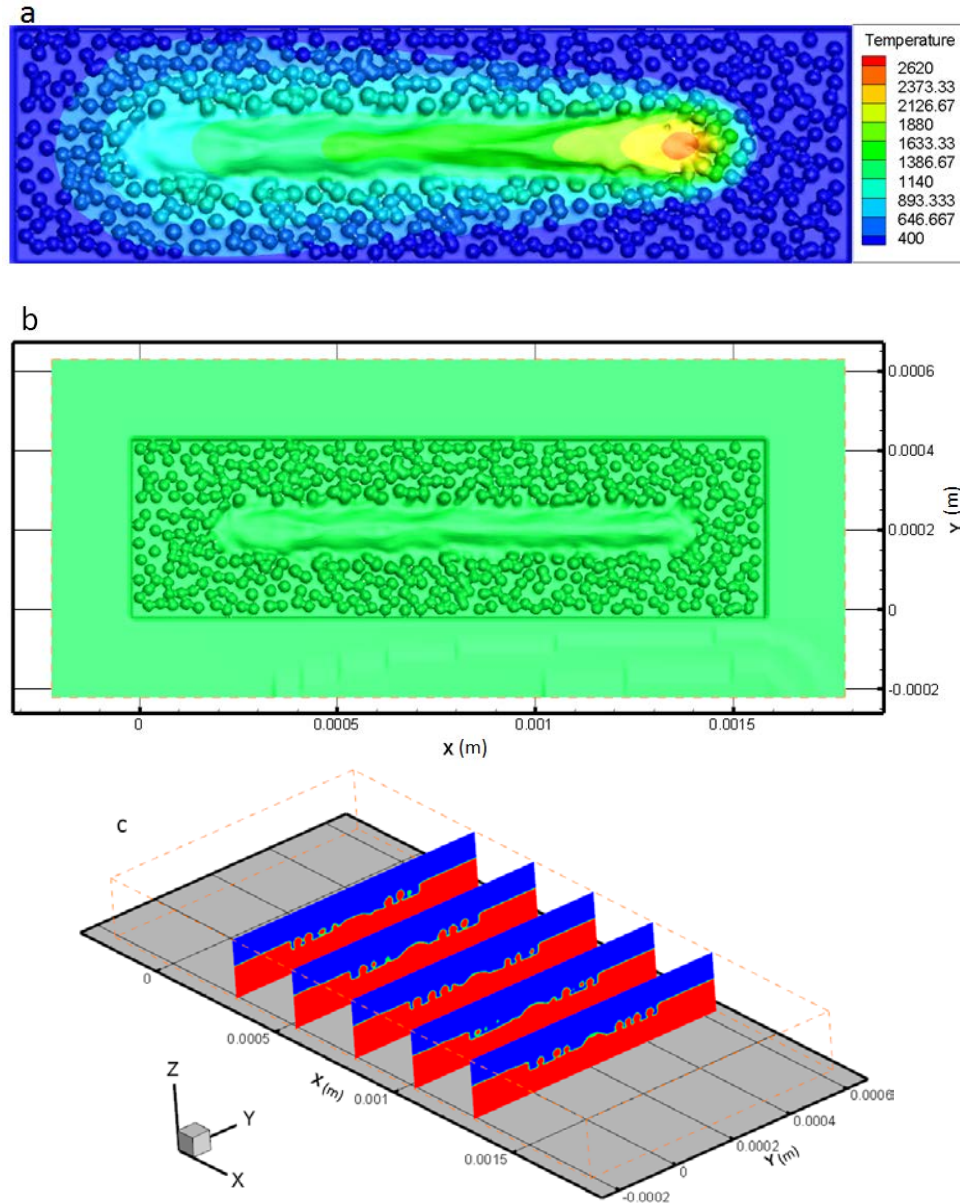 a
Temperature
2620
2373.33
2126.67
1880
1633.33
1386.67
1140
893.333
646.667
400
b
0.0006
0.0004
0.0002
0
-0.0002
Y (m)
0
0.0005
0.001
0.0015
X (m)
c
0
0.0005
X (m)
0.001
0.0015
0.0006
0.0004
0.0002
0
-0.0002
Y (m)
Z
Y
X